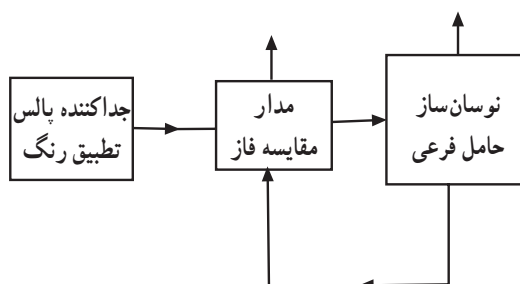 جداکننده پالس
تطبیق رنگ
مدار
مقایسه فاز
نوسان‌ساز
حامل فرعی